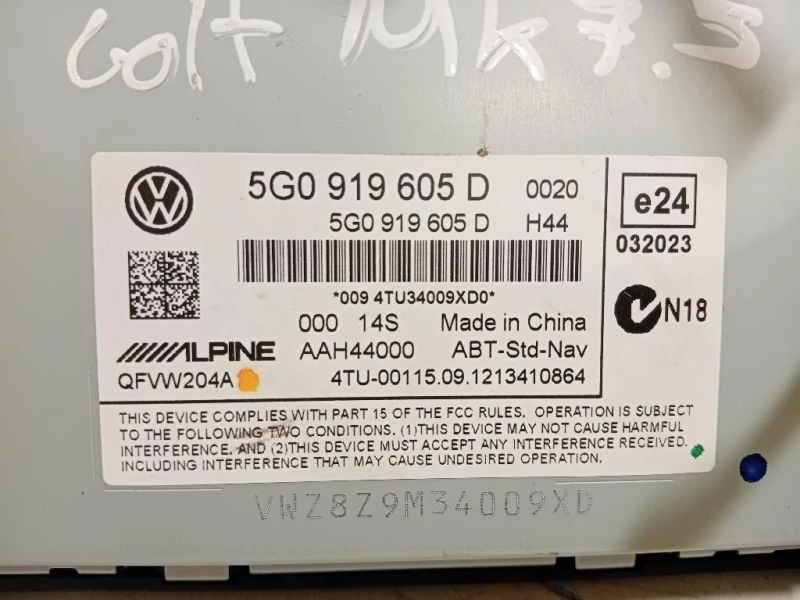 Golf Mk7.5
5G0 919 605 D 0020
5G0 919 605 D H44
e24
032023
*009 4TU34009XD0*
N18
000 14S Made in China
ALPINE AAH44000 ABT-Std-Nav
QFVW204A 4TU-00115.09.1213410864
THIS DEVICE COMPLIES WITH PART 15 OF THE FCC RULES. OPERATION IS SUBJECT
TO THE FOLLOWING TWO CONDITIONS. (1)THIS DEVICE MAY NOT CAUSE HARMFUL
INTERFERENCE. AND (2)THIS DEVICE MUST ACCEPT ANY INTERFERENCE RECEIVED.
INCLUDING INTERFERENCE THAT MAY CAUSE UNDESIRED OPERATION.
VWZ8Z9M34009XD